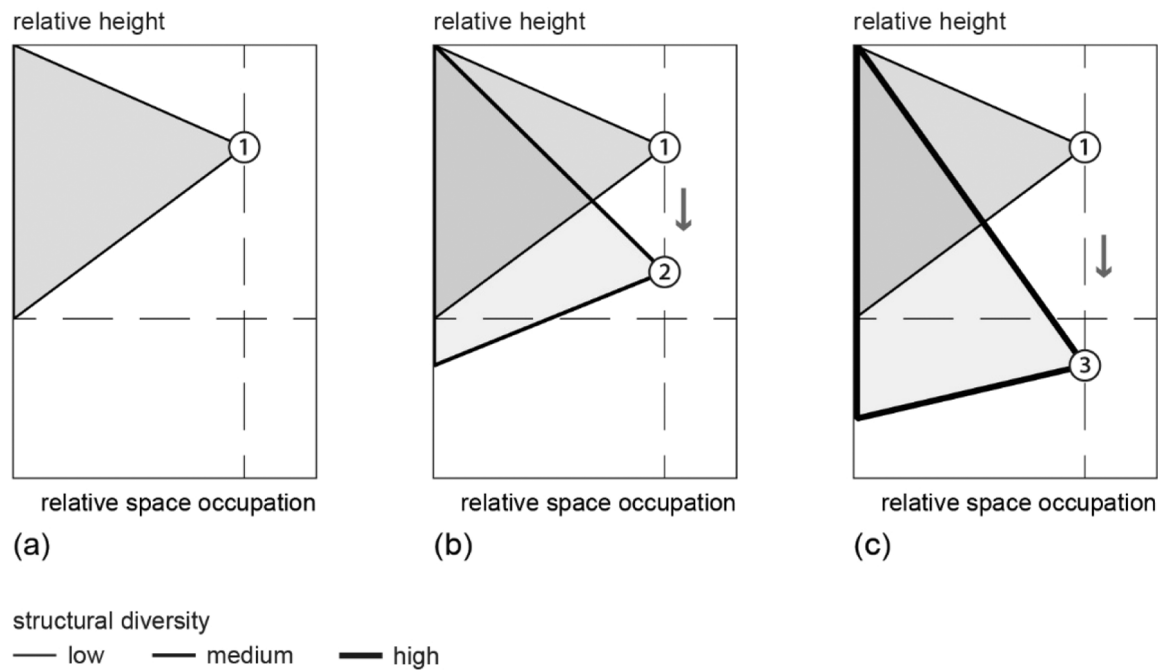 relative height
relative height
relative height
1
1
1
2
3
relative space occupation
relative space occupation
relative space occupation
(a)
(b)
(c)
structural diversity
low medium high